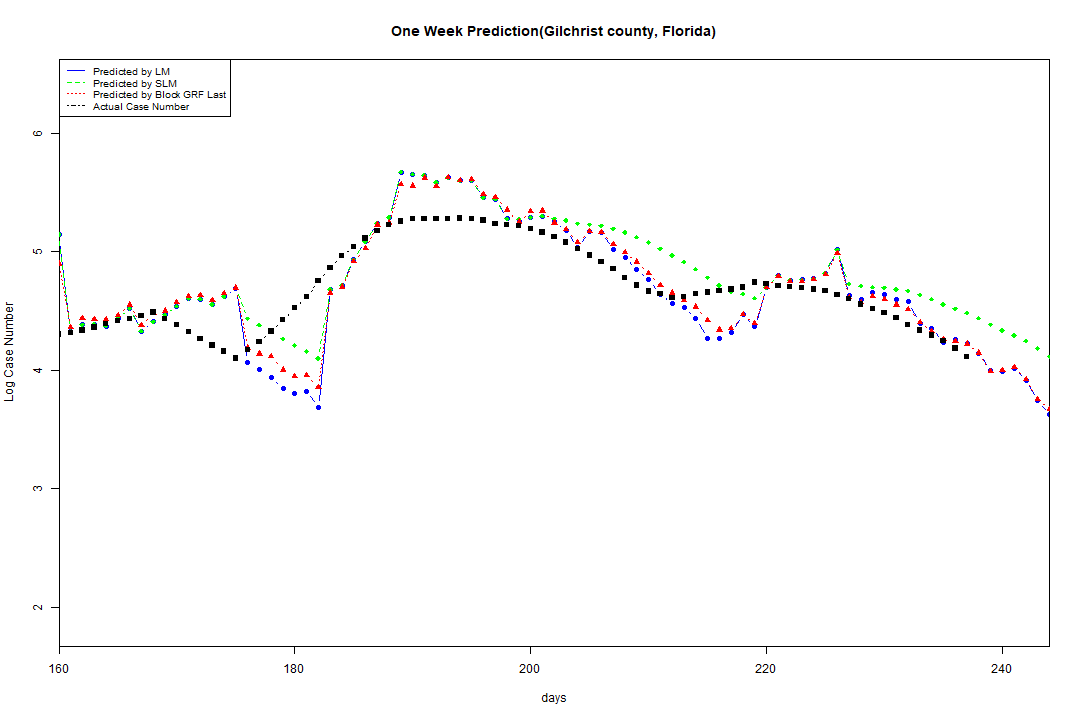 One Week Prediction(Gilchrist county, Florida)
Predicted by LM
Predicted by SLM
Predicted by Block GRF Last
Actual Case Number
6
5
4
3
2
Log Case Number
160 180 200 220 240
days